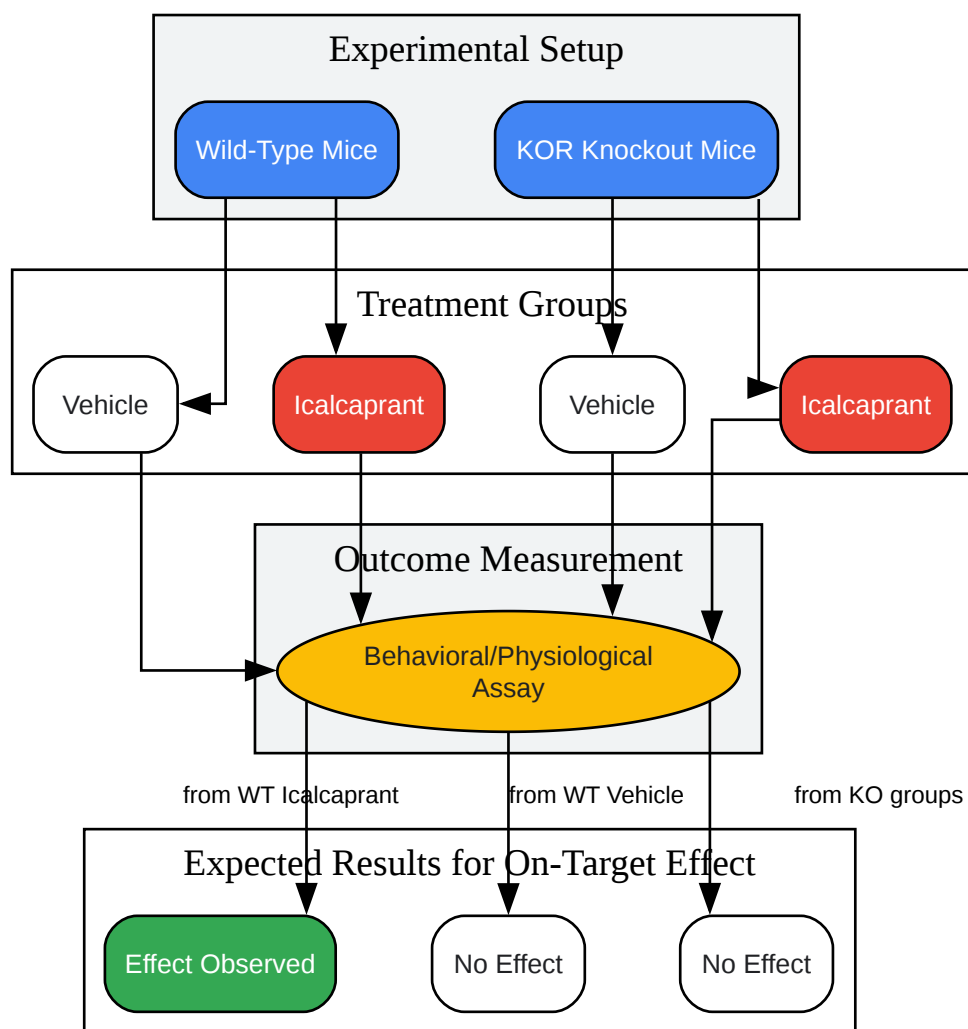 Experimental Setup
Wild-Type Mice
KOR Knockout Mice
Treatment Groups
Vehicle
Icalcaprant
Vehicle
Icalcaprant
Outcome Measurement
Behavioral/Physiological
Assay
from WT Icalcaprant
from WT Vehicle
from KO groups
Expected Results for On-Target Effect
Effect Observed
No Effect
No Effect